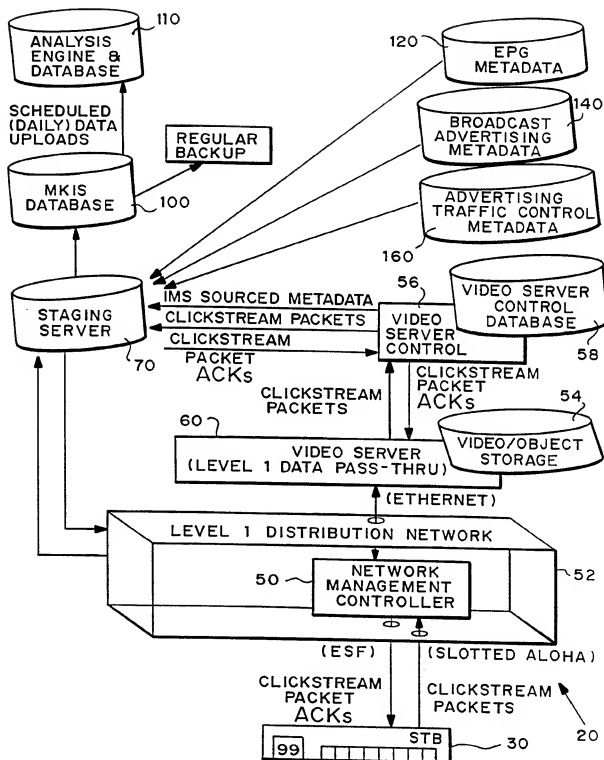 110
ANALYSIS
ENGINE &
DATABASE
SCHEDULED
(DAILY) DATA
UPLOADS
REGULAR
BACKUP
MKIS
DATABASE
100
120
EPG
METADATA
140
BROADCAST
ADVERTISING
METADATA
ADVERTISING
TRAFFIC CONTROL
METADATA
160
STAGING
SERVER
70
IMS SOURCED METADATA
CLICKSTREAM PACKETS
CLICKSTREAM
PACKET
ACKs
56
VIDEO
SERVER
CONTROL
VIDEO SERVER
CONTROL
DATABASE
58
CLICKSTREAM
PACKETS
CLICKSTREAM
PACKET
ACKs
60
VIDEO SERVER
(LEVEL 1 DATA PASS-THRU)
54
VIDEO/OBJECT
STORAGE
(ETHERNET)
LEVEL 1 DISTRIBUTION NETWORK
50
NETWORK
MANAGEMENT
CONTROLLER
52
(ESF)
(SLOTTED ALOHA)
CLICKSTREAM
PACKET
ACKs
CLICKSTREAM
PACKETS
20
STB
99
30